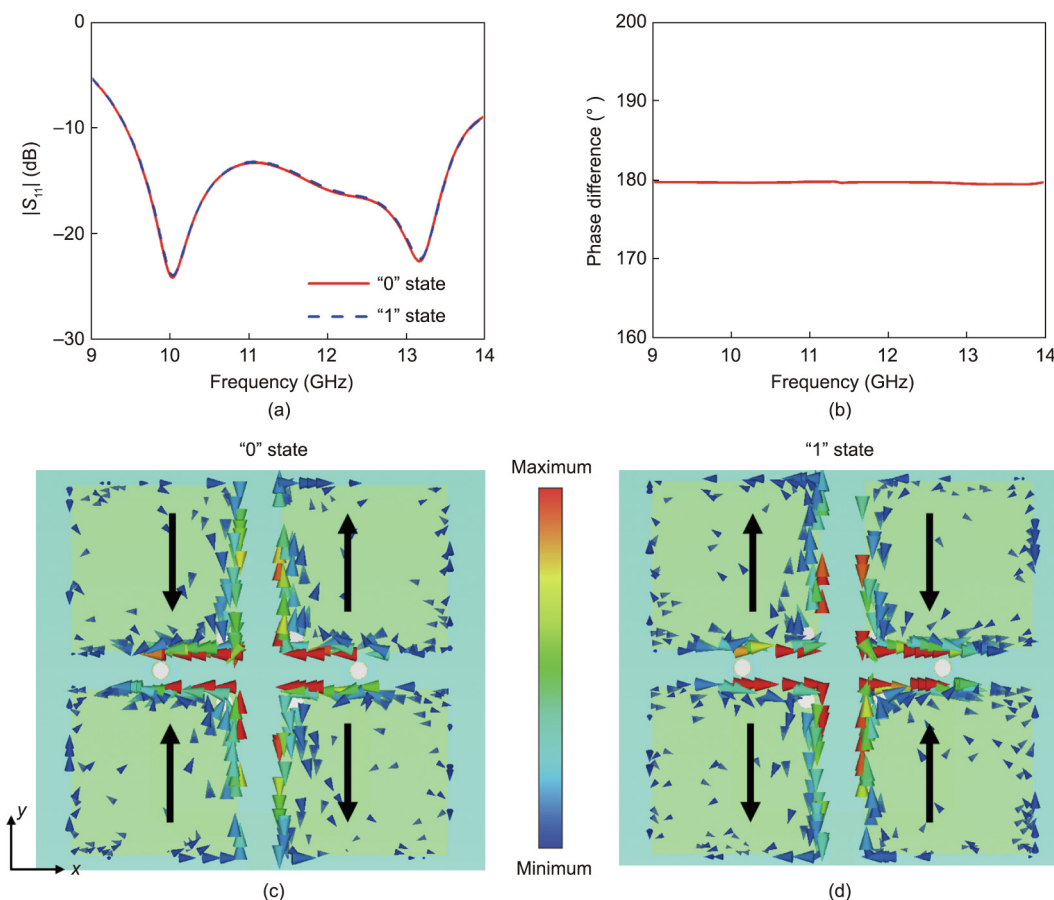 0
–10
–20
–30
|S₁₁| (dB)
"0" state
"1" state
9 10 11 12 13 14
Frequency (GHz)
(a)
200
190
180
170
160
Phase difference (°)
9 10 11 12 13 14
Frequency (GHz)
(b)
"0" state
Maximum
Minimum
y
x
(c)
"1" state
(d)